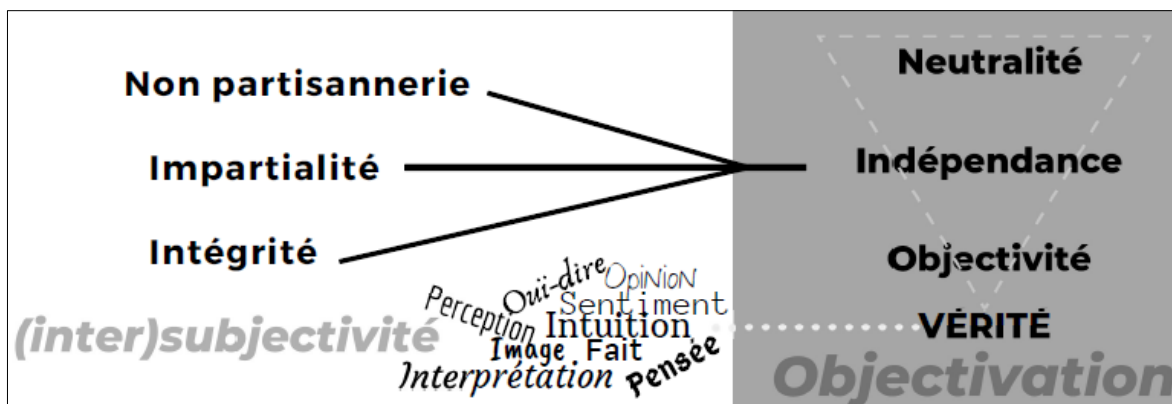 Non partisannerie
Impartialité
Intégrité
(inter)subjectivité
Perception
Ouï-dire
OpiNiON
Sentiment
Intuition
Image
Fait
Pensée
Interprétation
Neutralité
Indépendance
Objectivité
VÉRITÉ
Objectivation